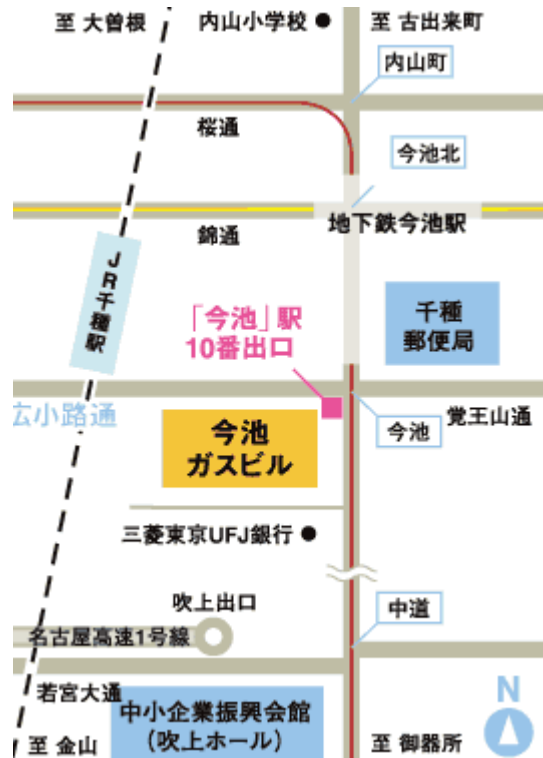 至 大曽根
内山小学校
至 古出来町
内山町
桜通
今池北
錦通
地下鉄今池駅
JR千種駅
「今池」駅
10番出口
千種
郵便局
広小路通
今池
覚王山通
今池
ガスビル
三菱東京UFJ銀行
吹上出口
中道
名古屋高速1号線
若宮大通
中小企業振興会館
（吹上ホール）
至 金山
至 御器所
N